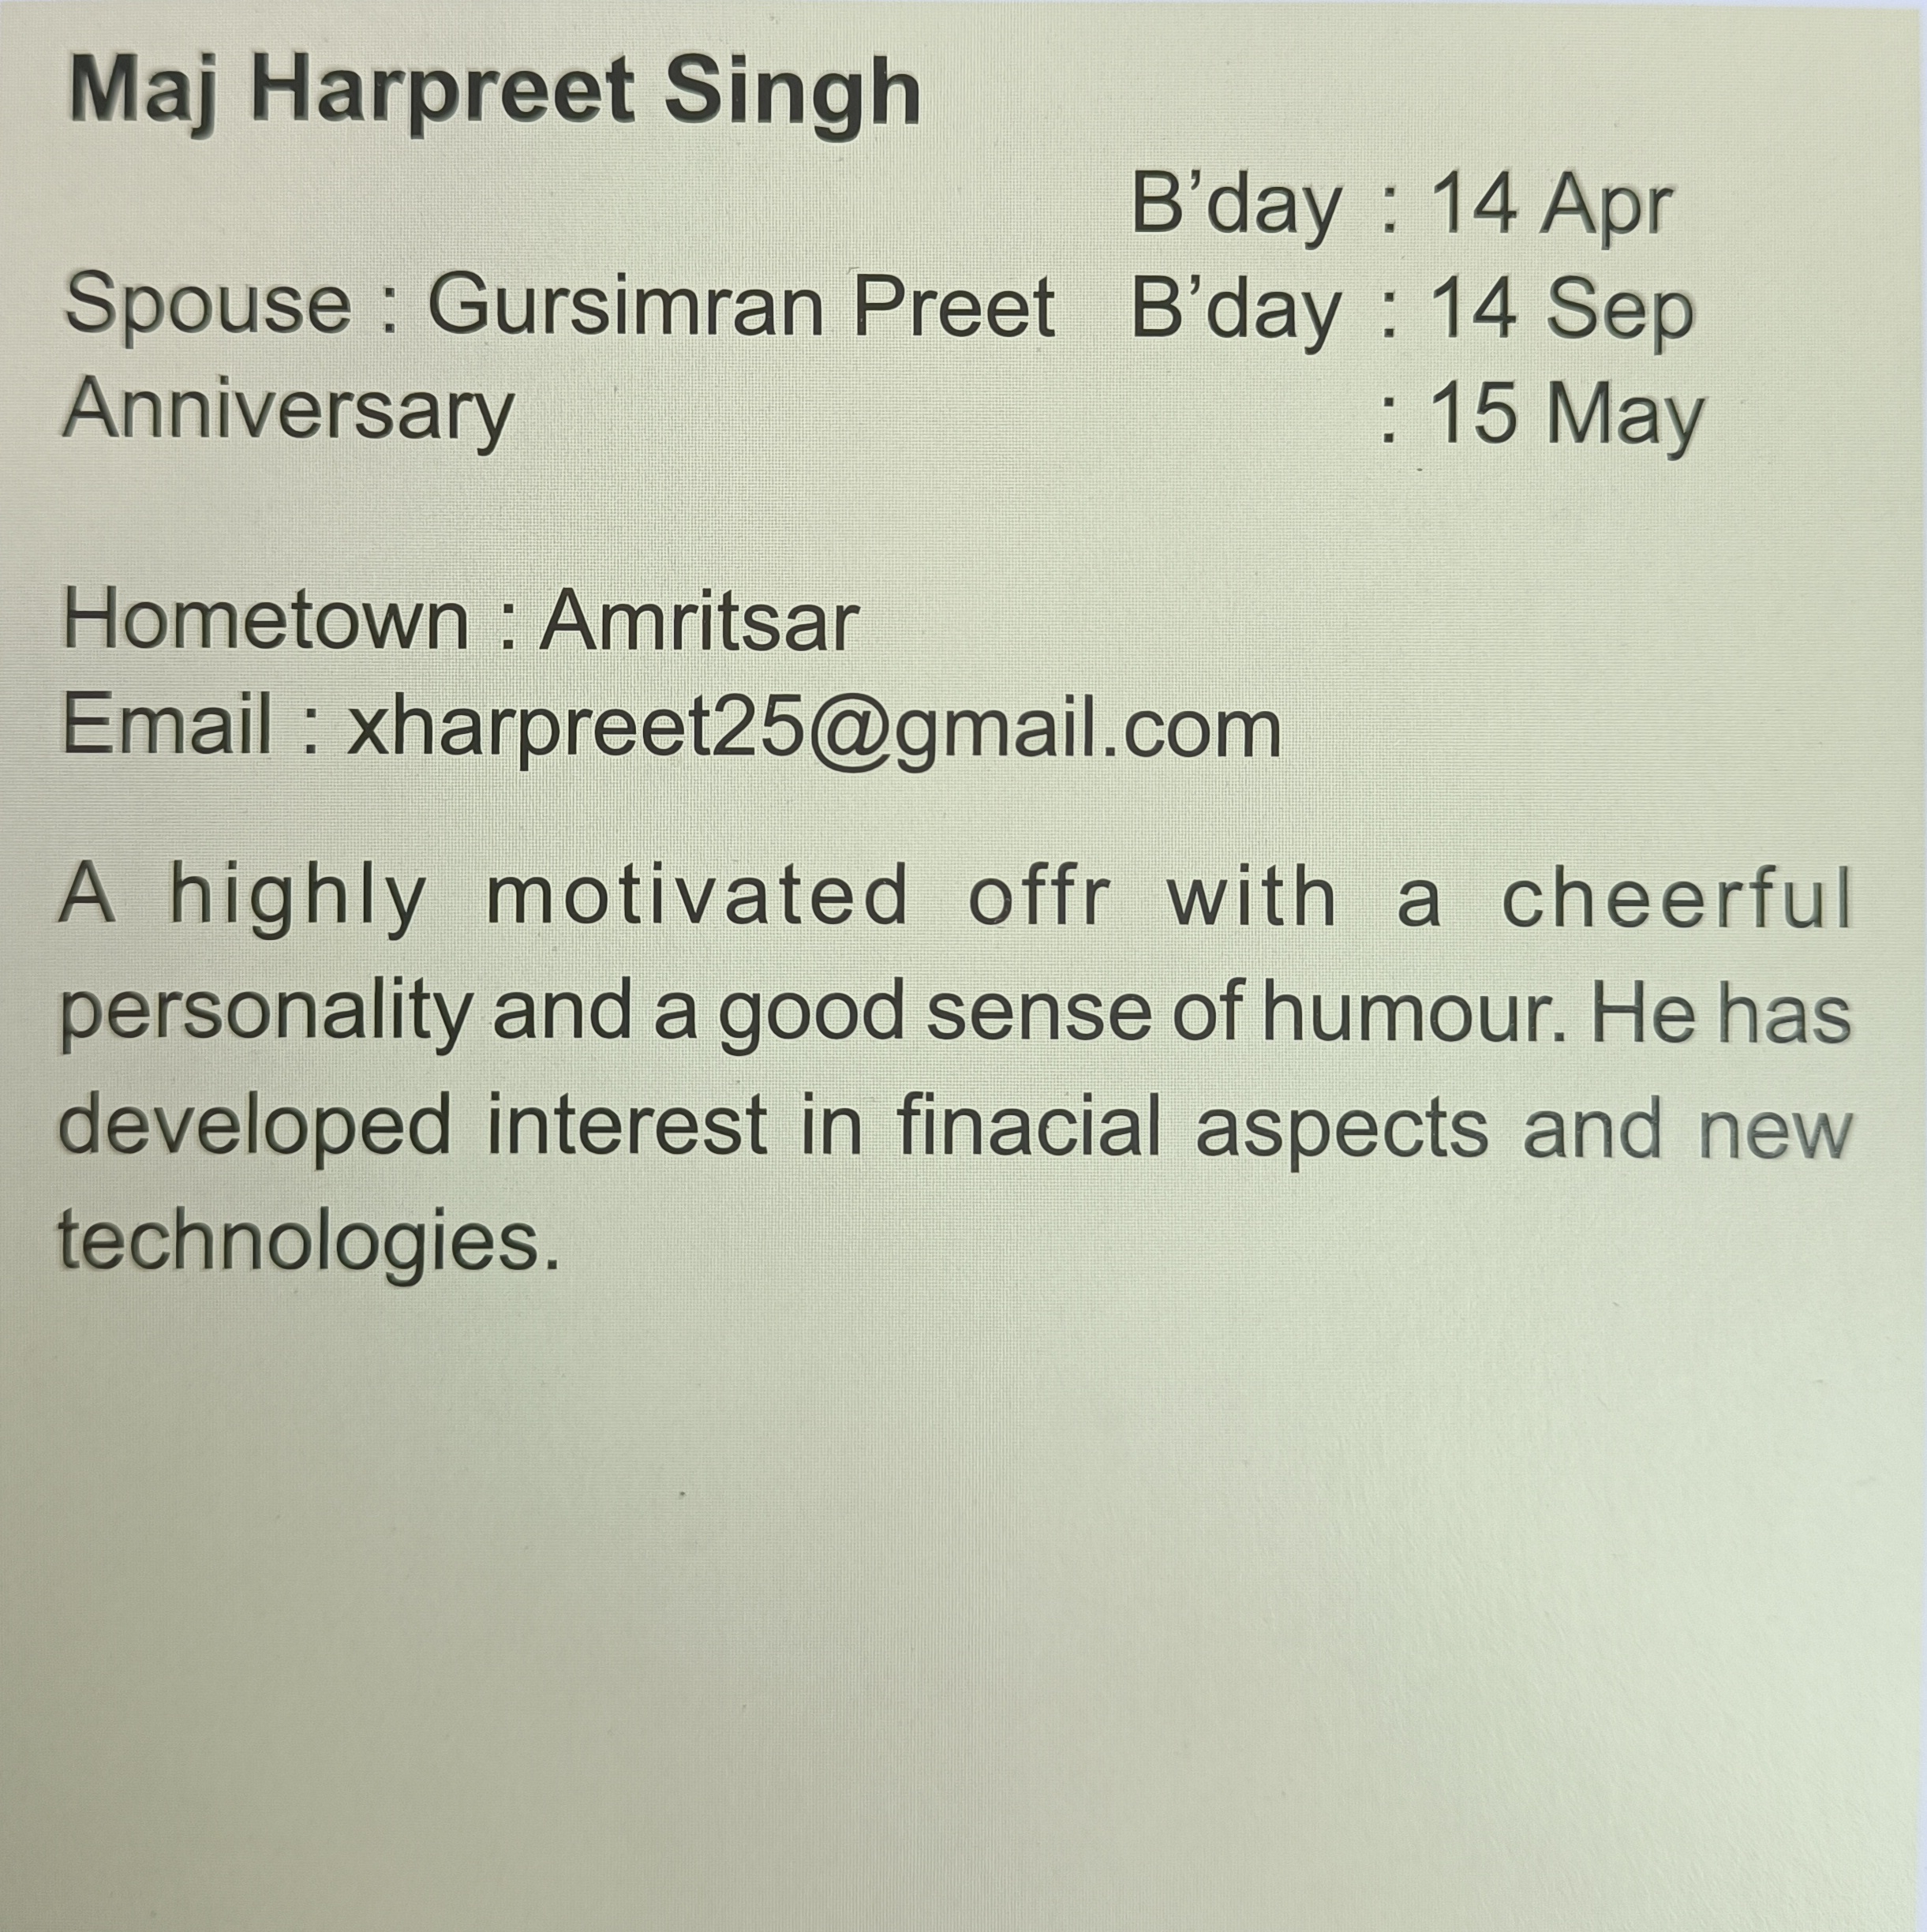 Maj Harpreet Singh
B’day : 14 Apr
Spouse : Gursimran Preet B’day : 14 Sep
Anniversary : 15 May
Hometown : Amritsar
Email : xharpreet25@gmail.com
A highly motivated offr with a cheerful
personality and a good sense of humour. He has
developed interest in finacial aspects and new
technologies.